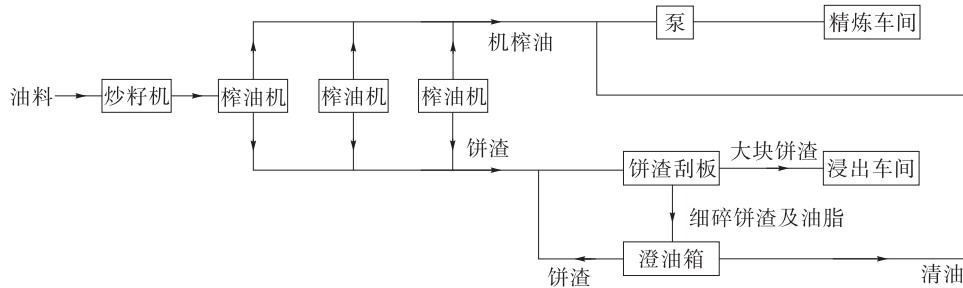 泵
精炼车间
机榨油
油料
炒籽机
榨油机
榨油机
榨油机
饼渣
大块饼渣
饼渣刮板
浸出车间
细碎饼渣及油脂
澄油箱
饼渣
清油